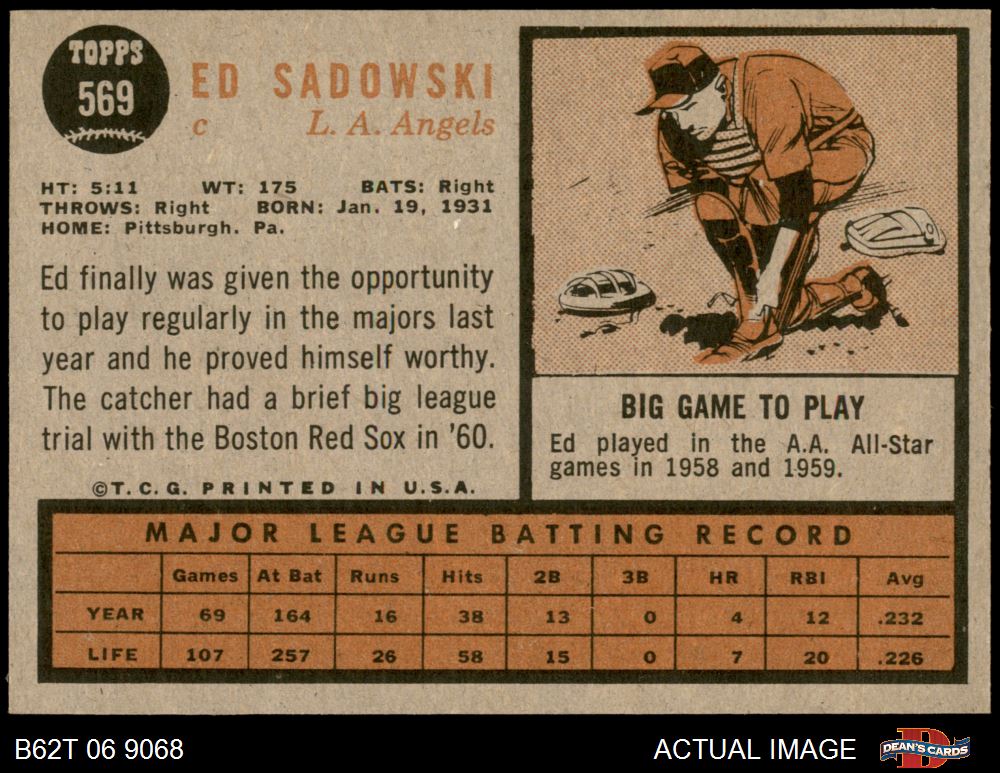 TOPPS
569
ED SADOWSKI
c L. A. Angels
HT: 5:11 WT: 175 BATS: Right
THROWS: Right BORN: Jan. 19, 1931
HOME: Pittsburgh. Pa.
Ed finally was given the opportunity
to play regularly in the majors last
year and he proved himself worthy.
The catcher had a brief big league
trial with the Boston Red Sox in '60.
©T.C.G. PRINTED IN U.S.A.
BIG GAME TO PLAY
Ed played in the A.A. All-Star
games in 1958 and 1959.
MAJOR LEAGUE BATTING RECORD
Games At Bat Runs Hits 2B 3B HR RBI Avg
YEAR 69 164 16 38 13 0 4 12 .232
LIFE 107 257 26 58 15 0 7 20 .226
B62T 06 9068 ACTUAL IMAGE DEAN'S CARDS